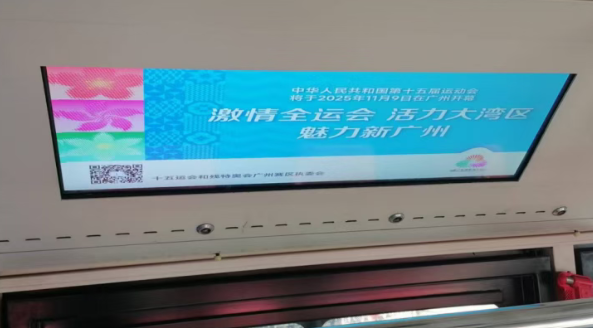 中华人民共和国第十五届运动会
将于2025年11月9日在广州开幕
激情全运会 活力大湾区
魅力新广州
十五运会和残特奥会广州赛区执委会